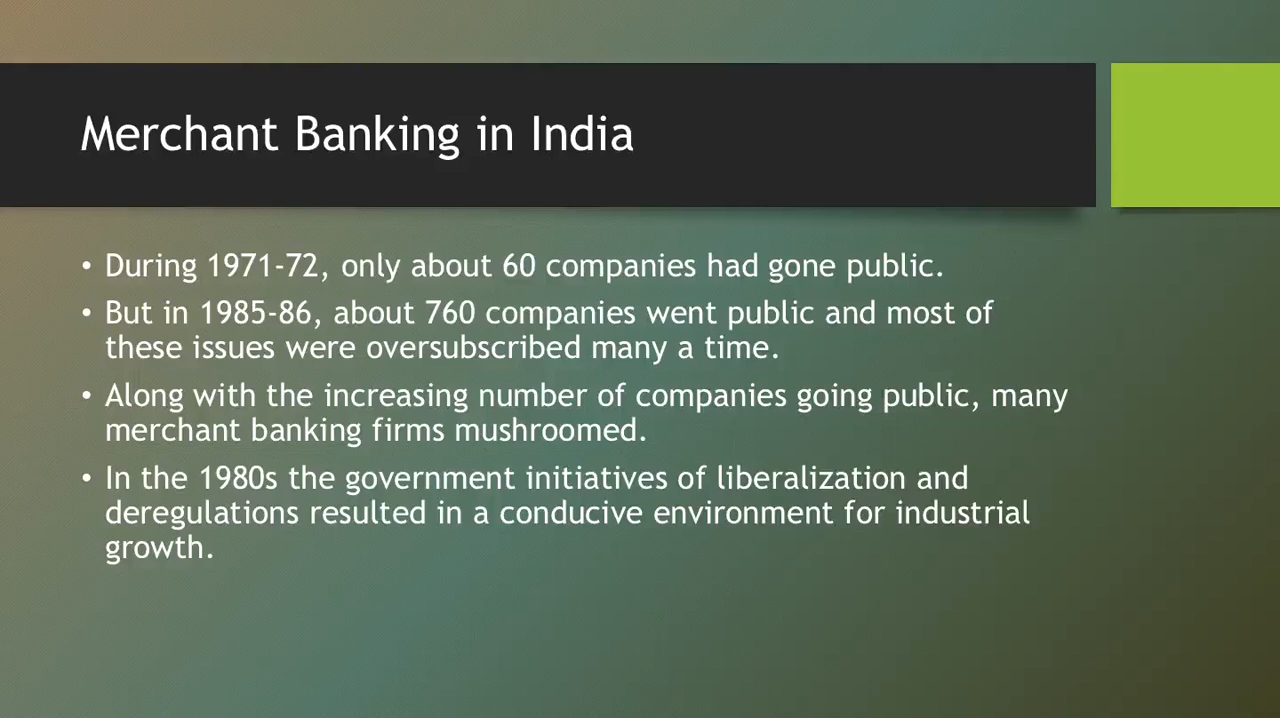 Merchant Banking in India
• During 1971-72, only about 60 companies had gone public.
• But in 1985-86, about 760 companies went public and most of
these issues were oversubscribed many a time.
• Along with the increasing number of companies going public, many
merchant banking firms mushroomed.
• In the 1980s the government initiatives of liberalization and
deregulations resulted in a conducive environment for industrial
growth.